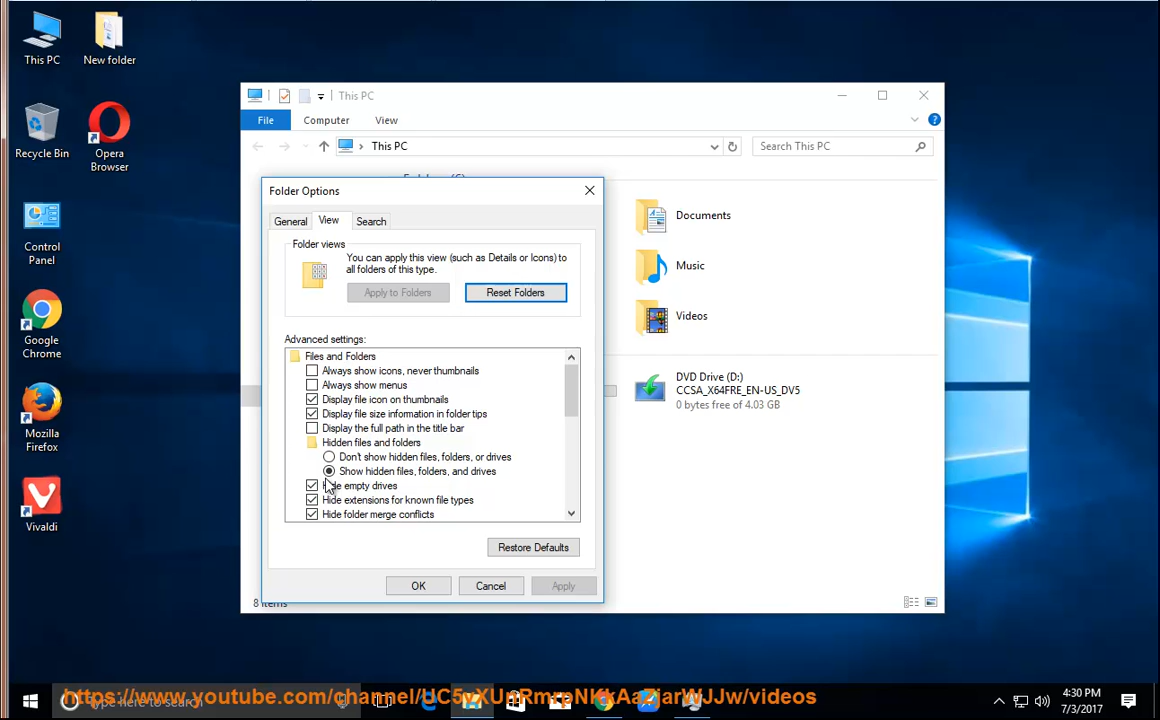 This PC
New folder
Recycle Bin
Opera
Browser
Control
Panel
Google
Chrome
Mozilla
Firefox
Vivaldi
This PC
File
Computer
View
This PC
Search This PC
Documents
Music
Videos
DVD Drive (D:)
CCSA_X64FRE_EN-US_DV5
0 bytes free of 4.03 GB
Folder Options
General
View
Search
Folder views
You can apply this view (such as Details or Icons) to
all folders of this type.
Apply to Folders
Reset Folders
Advanced settings:
Files and Folders
Always show icons, never thumbnails
Always show menus
Display file icon on thumbnails
Display file size information in folder tips
Display the full path in the title bar
Hidden files and folders
Don't show hidden files, folders, or drives
Show hidden files, folders, and drives
Hide empty drives
Hide extensions for known file types
Hide folder merge conflicts
Restore Defaults
OK
Cancel
Apply
8 items
Type here to search
4:30 PM
7/3/2017